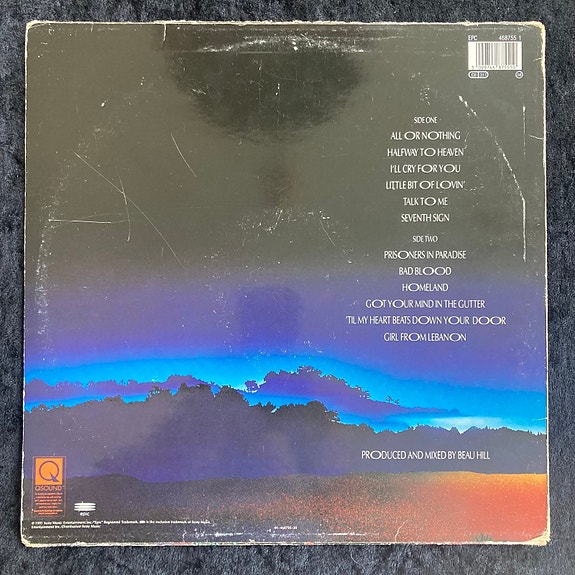 EPC 468755 1
SIDE ONE
ALL OR NOTHING
HALFWAY TO HEAVEN
I'LL CRY FOR YOU
LITTLE BIT OF LOVIN'
TALK TO ME
SEVENTH SIGN
SIDE TWO
PRISONERS IN PARADISE
BAD BLOOD
HOMELAND
GOT YOUR MIND IN THE GUTTER
'TIL MY HEART BEATS DOWN YOUR DOOR
GIRL FROM LEBANON
PRODUCED AND MIXED BY BEAU HILL
Q
QSOUND
epic